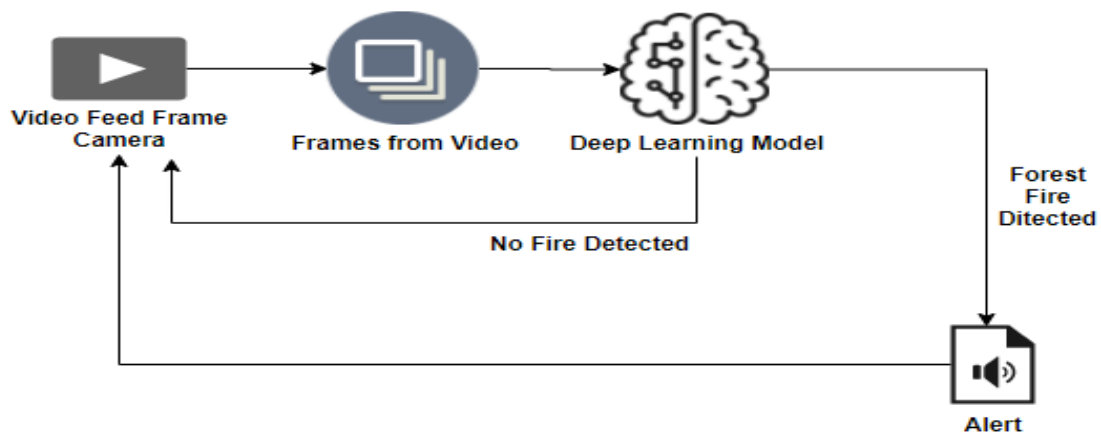 Video Feed Frame
Camera
Frames from Video
Deep Learning Model
Forest
Fire
Ditected
No Fire Detected
Alert